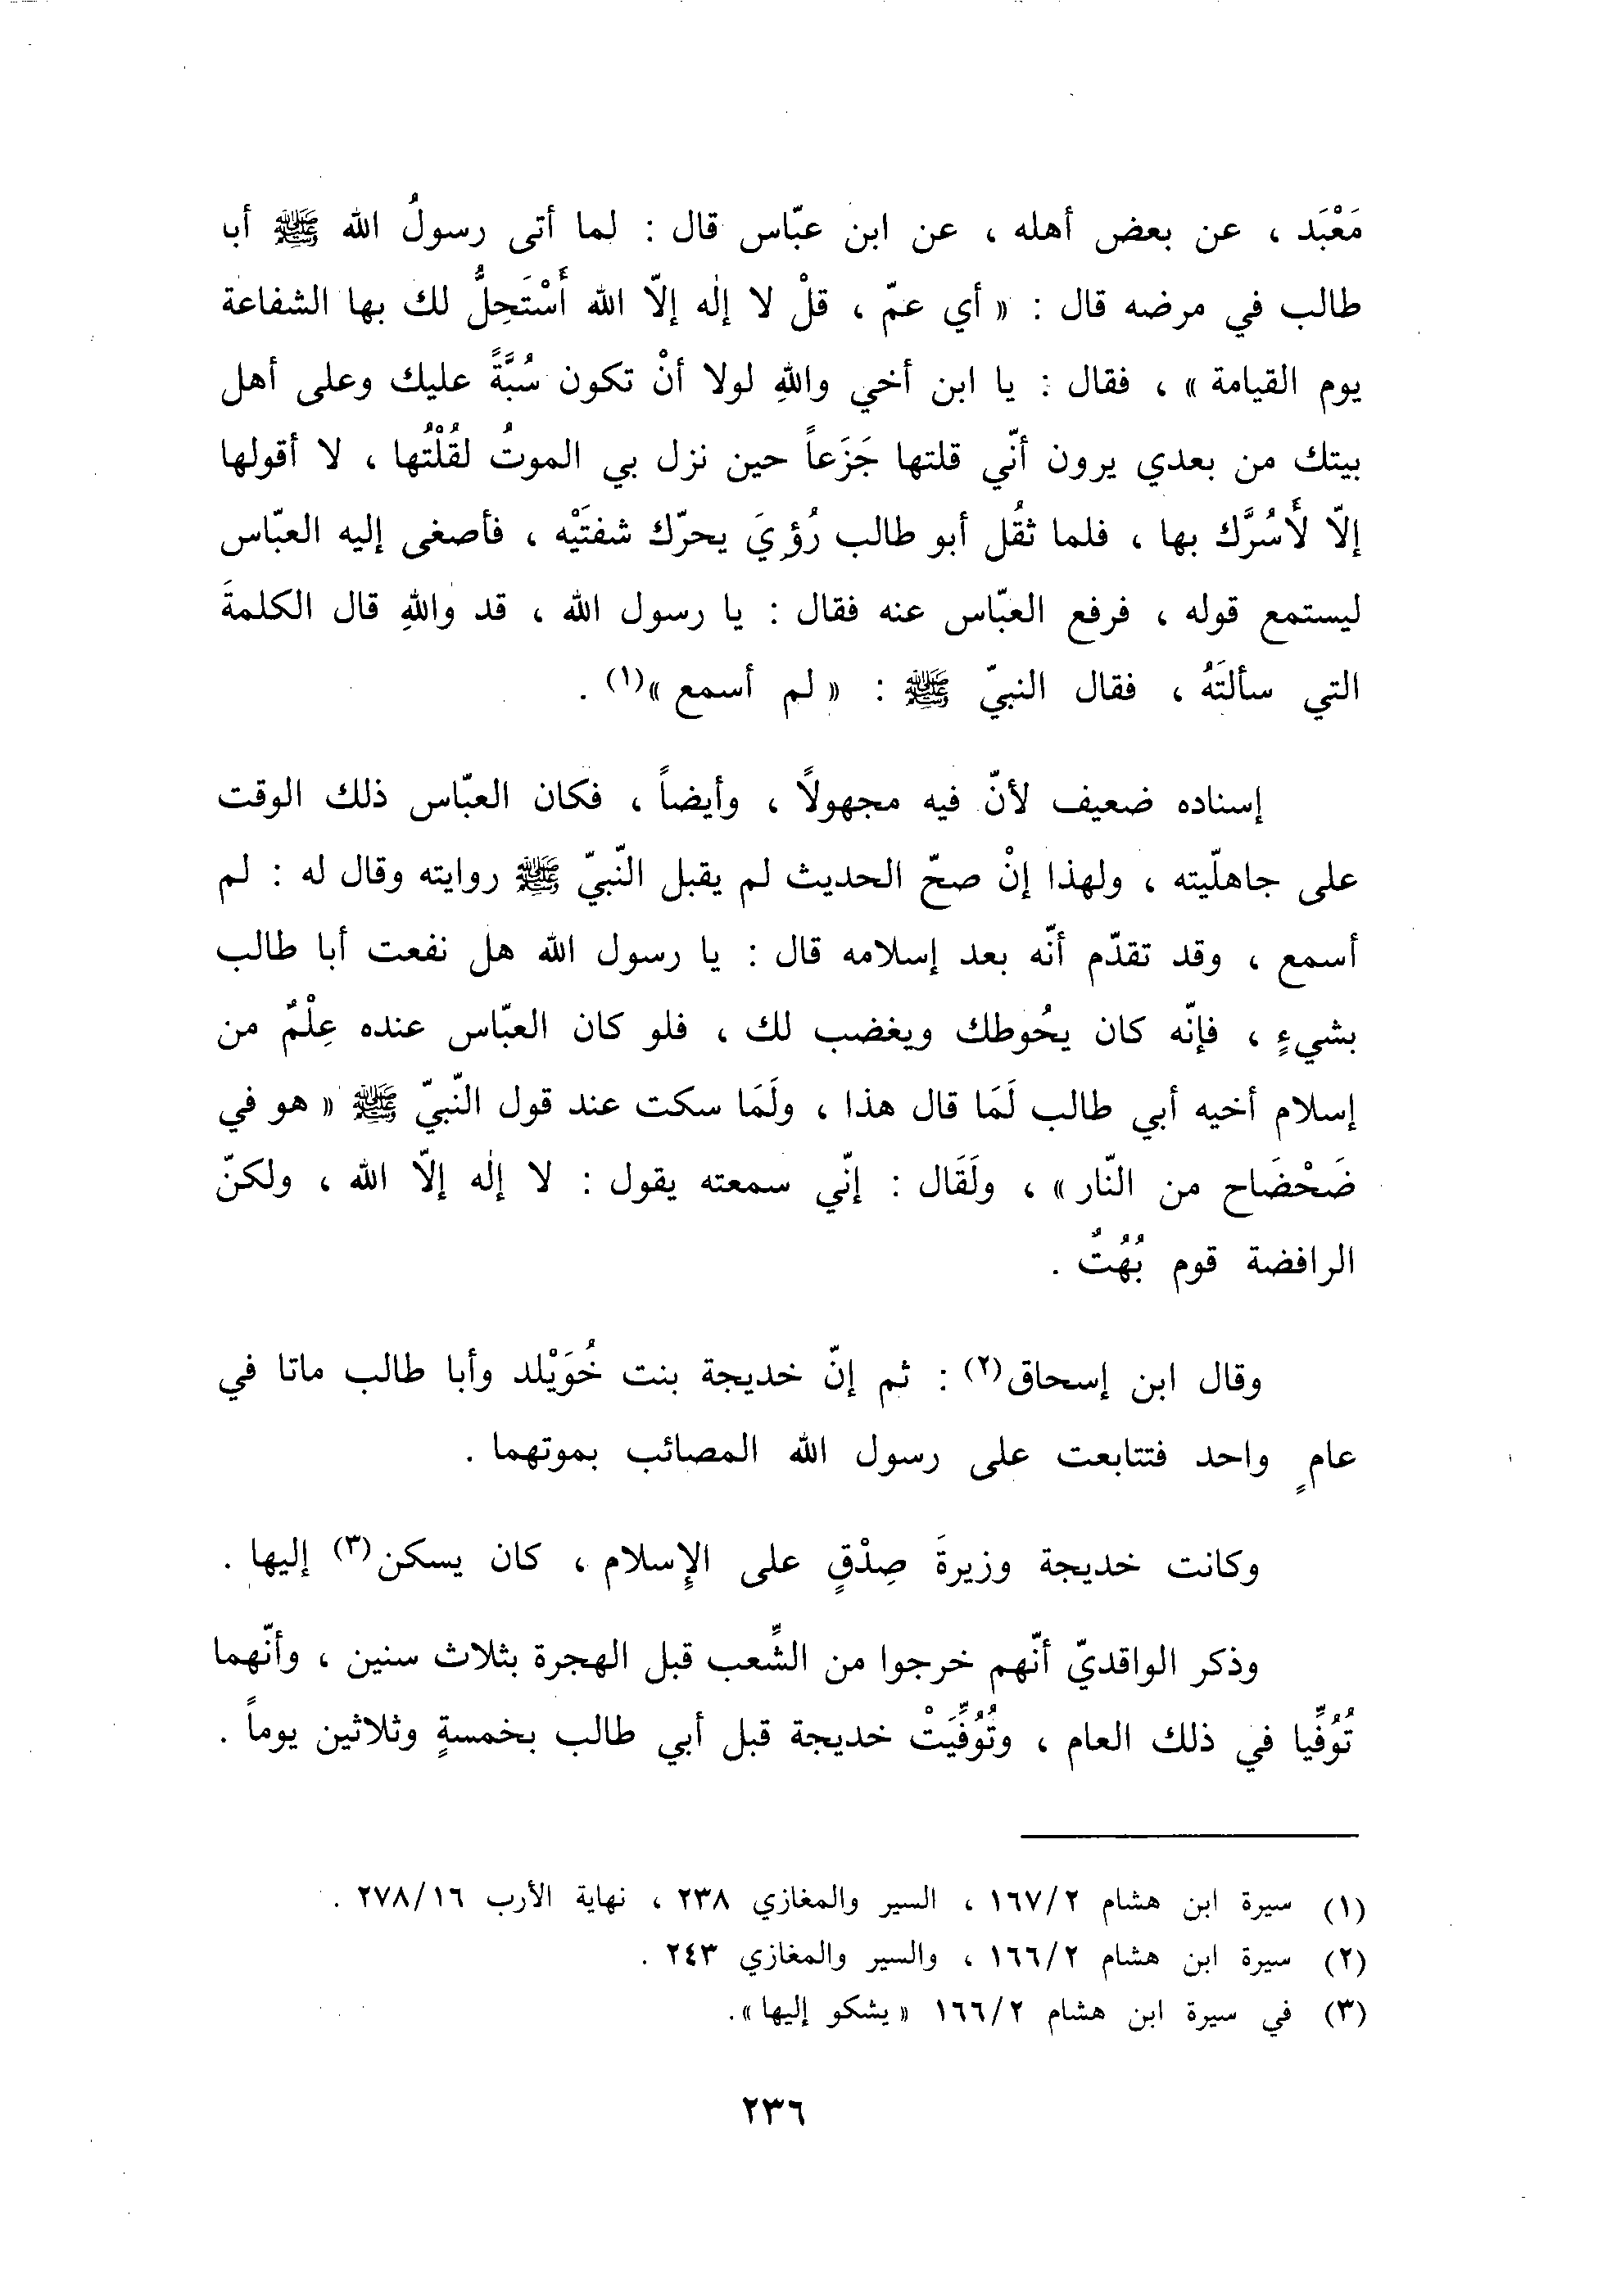 مَعْبَد ، عن بعض أهله ، عن ابن عبّاس قال : لما أتى رسولُ الله ﷺ أبا
طالب في مرضه قال : « أي عمّ ، قلْ لا إلٰه إلّا الله أَسْتَحِلُّ لك بها الشفاعة
يوم القيامة » ، فقال : يا ابن أخي واللهِ لولا أنْ تكون سُبَّةً عليك وعلى أهل
بيتك من بعدي يرون أنّي قلتها جَزَعاً حين نزل بي الموتُ لقُلْتُها ، لا أقولها
إلّا لأَسُرَّك بها ، فلما ثقُل أبو طالب رُؤِيَ يحرّك شفتَيْه ، فأصغى إليه العبّاس
ليستمع قوله ، فرفع العبّاس عنه فقال : يا رسول الله ، قد واللهِ قال الكلمةَ
التي سألتَهُ ، فقال النبيّ ﷺ : « لم أسمع »(١) .
إسناده ضعيف لأنّ فيه مجهولاً ، وأيضاً ، فكان العبّاس ذلك الوقت
على جاهلّيته ، ولهذا إنْ صحّ الحديث لم يقبل النّبيّ ﷺ روايته وقال له : لم
أسمع ، وقد تقدّم أنّه بعد إسلامه قال : يا رسول الله هل نفعت أبا طالب
بشيءٍ ، فإنّه كان يحُوطك ويغضب لك ، فلو كان العبّاس عنده عِلْمٌ من
إسلام أخيه أبي طالب لَمَا قال هذا ، ولَمَا سكت عند قول النّبيّ ﷺ « هو في
ضَحْضَاح من النّار » ، ولَقَال : إنّي سمعته يقول : لا إلٰه إلّا الله ، ولكنّ
الرافضة قوم بُهُتٌ .
وقال ابن إسحاق(٢) : ثم إنّ خديجة بنت خُوَيْلد وأبا طالب ماتا في
عامٍ واحد فتتابعت على رسول الله المصائب بموتهما .
وكانت خديجة وزيرةَ صِدْقٍ على الإِسلام ، كان يسكن(٣) إليها .
وذكر الواقديّ أنّهم خرجوا من الشِّعب قبل الهجرة بثلاث سنين ، وأنّهما
تُوُفِّيا في ذلك العام ، وتُوُفِّيَتْ خديجة قبل أبي طالب بخمسةٍ وثلاثين يوماً .
(١) سيرة ابن هشام ١٦٧/٢ ، السير والمغازي ٢٣٨ ، نهاية الأرب ٢٧٨/١٦ .
(٢) سيرة ابن هشام ١٦٦/٢ ، والسير والمغازي ٢٤٣ .
(٣) في سيرة ابن هشام ١٦٦/٢ « يشكو إليها ».
٢٣٦